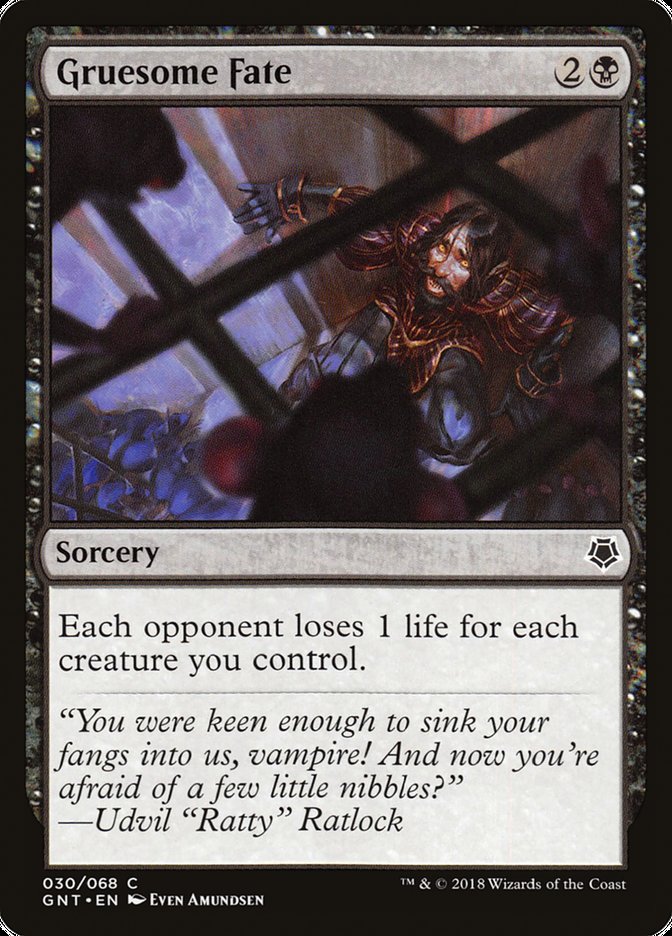 Gruesome Fate 2
Sorcery
Each opponent loses 1 life for each
creature you control.
“You were keen enough to sink your
fangs into us, vampire! And now you’re
afraid of a few little nibbles?”
—Udvil “Ratty” Ratlock
030/068 C
GNT • EN Even Amundsen
™ & © 2018 Wizards of the Coast